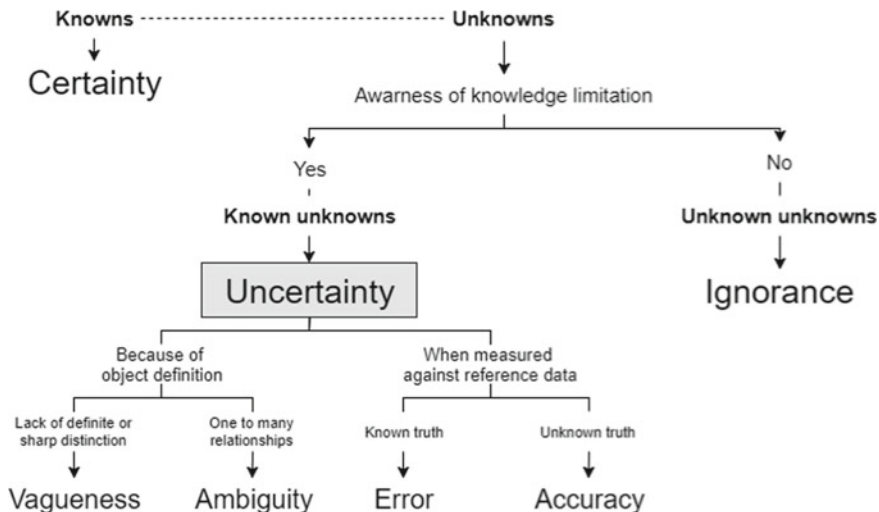 Knowns
Unknowns
Certainty
Awarness of knowledge limitation
Yes
No
Known unknowns
Unknown unknowns
Uncertainty
Ignorance
Because of
object definition
When measured
against reference data
Lack of definite or
sharp distinction
One to many
relationships
Known truth
Unknown truth
Vagueness
Ambiguity
Error
Accuracy